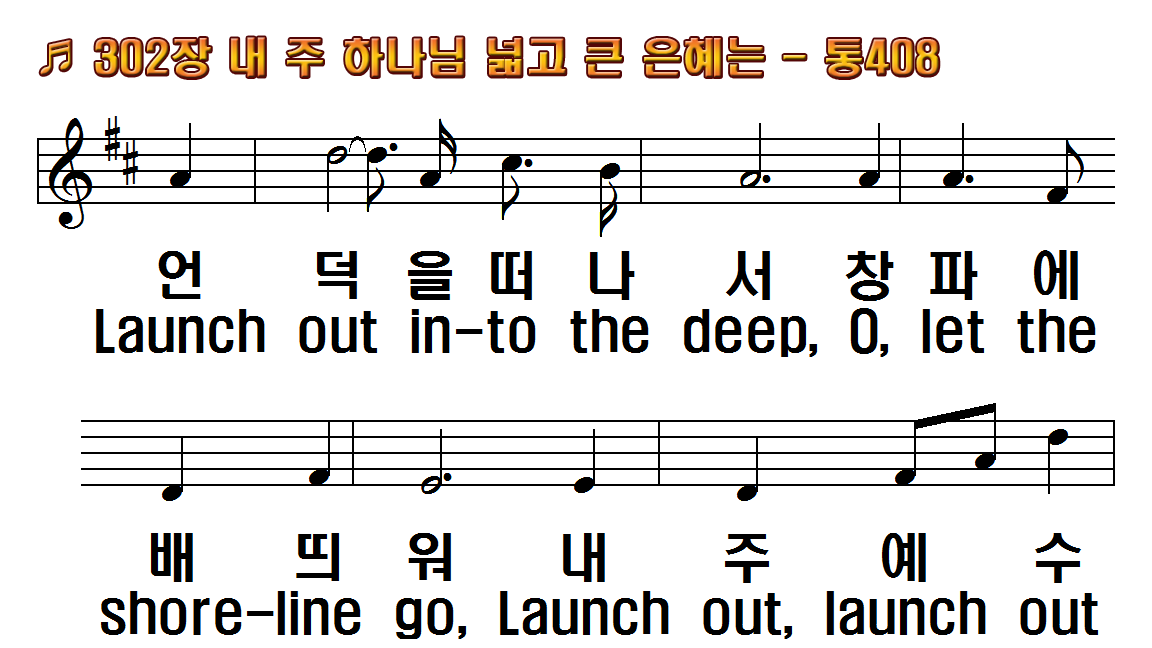 ♬ 302장 내 주 하나님 넓고 큰 은혜는 - 통408
언 덕 을 떠 나 서 창 파 에
Launch out in-to the deep, O, let the
배 띄 워 내 주 예 수
shore-line go, Launch out, launch out